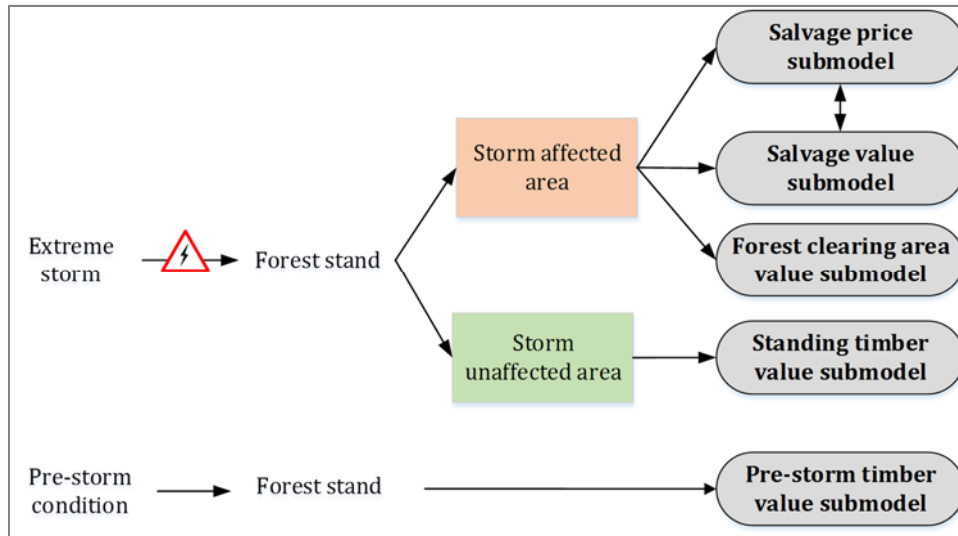 Salvage price
submodel
Storm affected
area
Salvage value
submodel
Extreme
storm
Forest stand
Forest clearing area
value submodel
Storm
unaffected area
Standing timber
value submodel
Pre-storm
condition
Forest stand
Pre-storm timber
value submodel